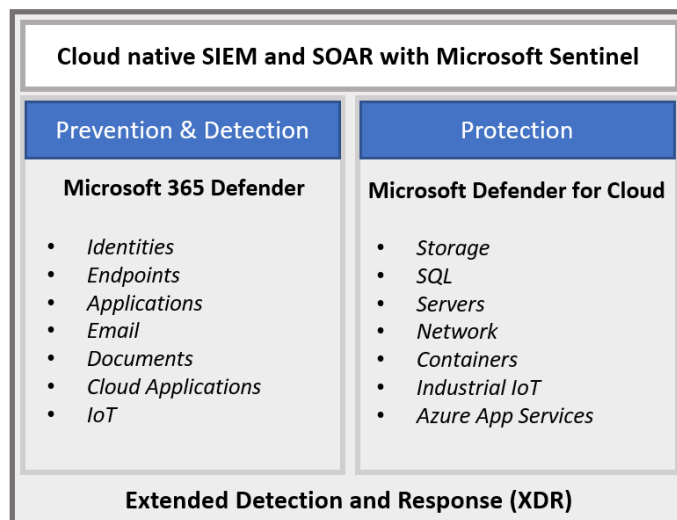 Cloud native SIEM and SOAR with Microsoft Sentinel
Prevention & Detection
Microsoft 365 Defender
• Identities
• Endpoints
• Applications
• Email
• Documents
• Cloud Applications
• IoT
Protection
Microsoft Defender for Cloud
• Storage
• SQL
• Servers
• Network
• Containers
• Industrial IoT
• Azure App Services
Extended Detection and Response (XDR)